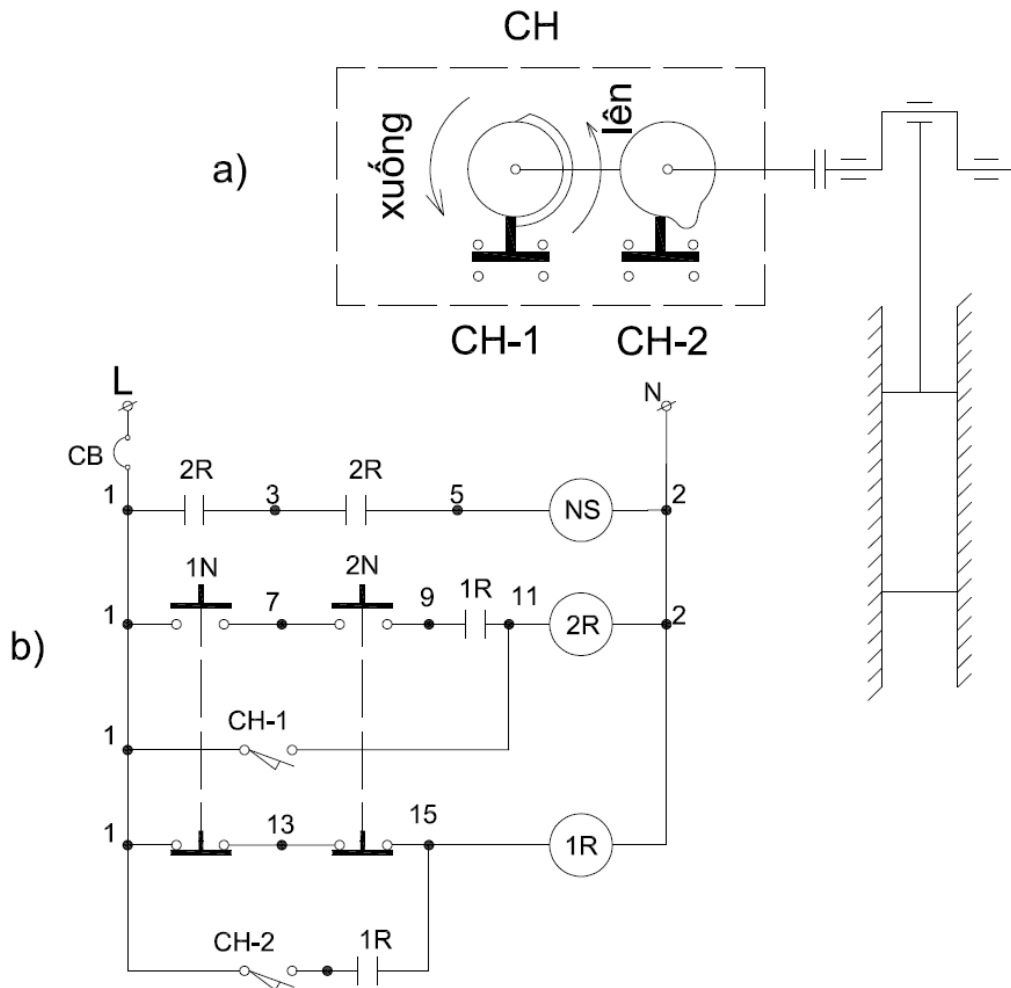 CH
xuống
lên
a)
CH-1 CH-2
L N
CB
2R 2R
1 3 5 NS 2
1N 2N 1R
1 7 9 11 2R 2
b)
CH-1
1
1 13 15 1R
CH-2 1R